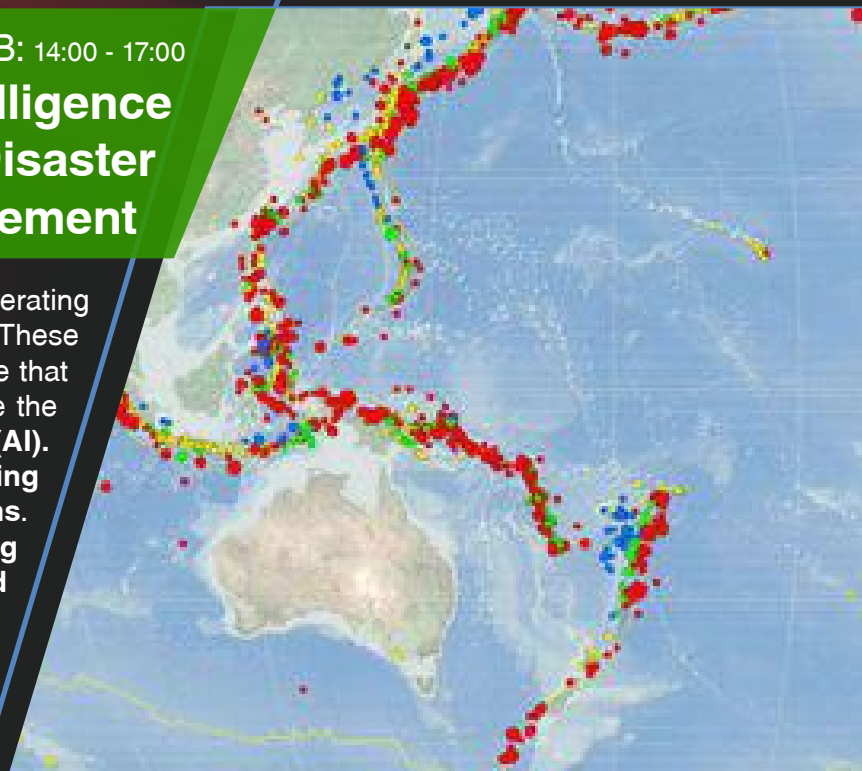 B: 14:00 - 17:00
lligence
isaster
ement
erating
These
e that
e the
(AI).
ing
ns.
g
d